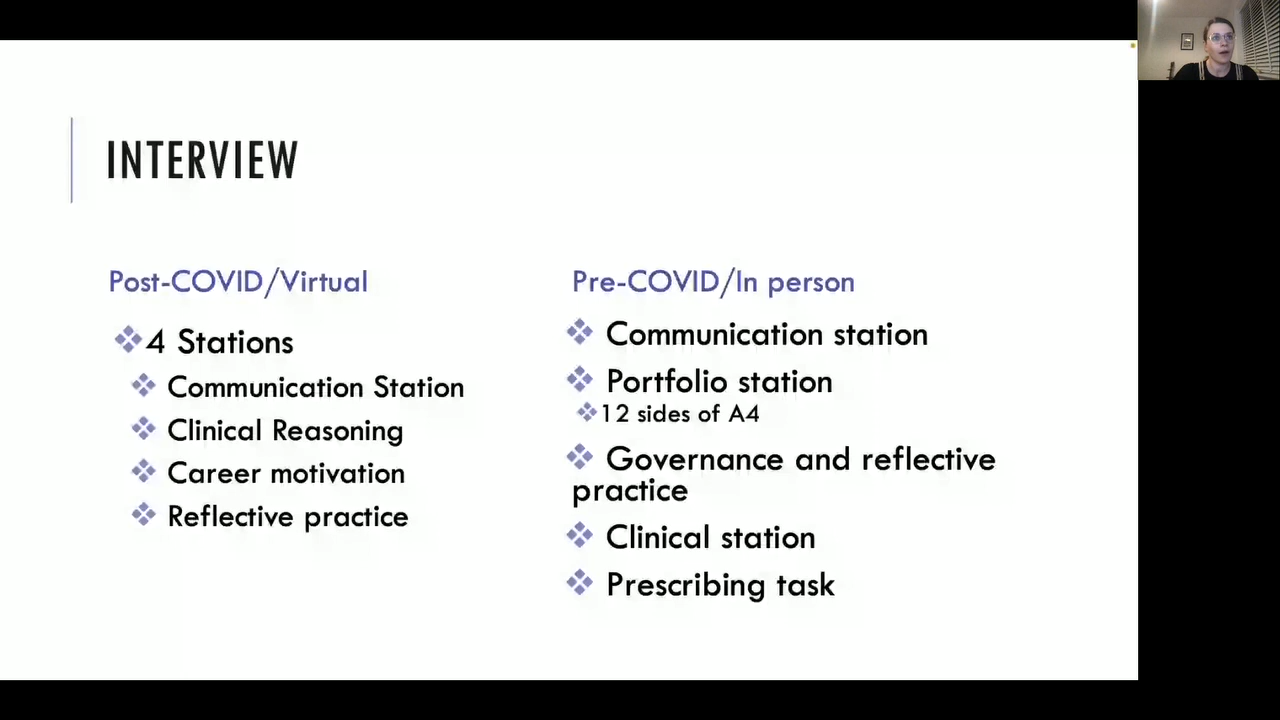 INTERVIEW
Post-COVID/Virtual
4 Stations
Communication Station
Clinical Reasoning
Career motivation
Reflective practice
Pre-COVID/In person
Communication station
Portfolio station
12 sides of A4
Governance and reflective
practice
Clinical station
Prescribing task